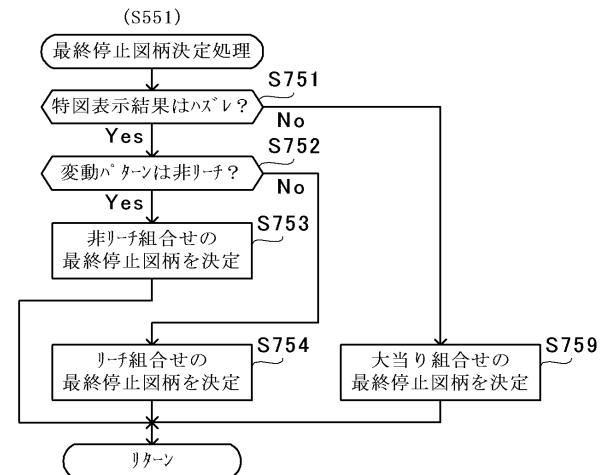 (S551)
最終停止図柄決定処理
S751
特図表示結果はﾊｽﾞﾚ？
Yes
No
S752
変動ﾊﾟﾀｰﾝは非ﾘｰﾁ？
Yes
No
S753
非ﾘｰﾁ組合せの
最終停止図柄を決定
S754
ﾘｰﾁ組合せの
最終停止図柄を決定
S759
大当り組合せの
最終停止図柄を決定
ﾘﾀｰﾝ